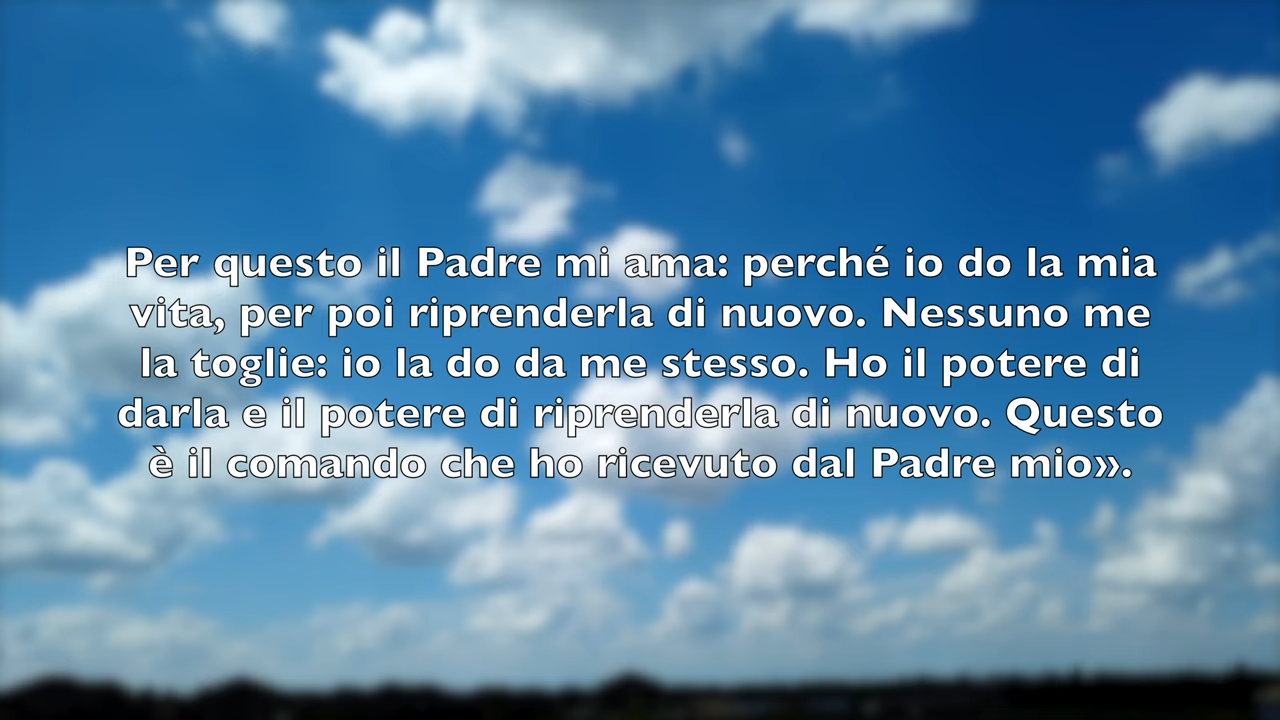 Per questo il Padre mi ama: perché io do la mia
vita, per poi riprenderla di nuovo. Nessuno me
la toglie: io la do da me stesso. Ho il potere di
darla e il potere di riprenderla di nuovo. Questo
è il comando che ho ricevuto dal Padre mio».